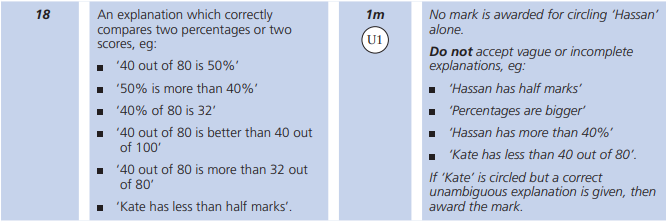 18
An explanation which correctly
compares two percentages or two
scores, eg:
■ ‘40 out of 80 is 50%’
■ ‘50% is more than 40%’
■ ‘40% of 80 is 32’
■ ‘40 out of 80 is better than 40 out
of 100’
■ ‘40 out of 80 is more than 32 out
of 80’
■ ‘Kate has less than half marks’.
1m
U1
No mark is awarded for circling ‘Hassan’
alone.
Do not accept vague or incomplete
explanations, eg:
■ ‘Hassan has half marks’
■ ‘Percentages are bigger’
■ ‘Hassan has more than 40%’
■ ‘Kate has less than 40 out of 80’.
If ‘Kate’ is circled but a correct
unambiguous explanation is given, then
award the mark.